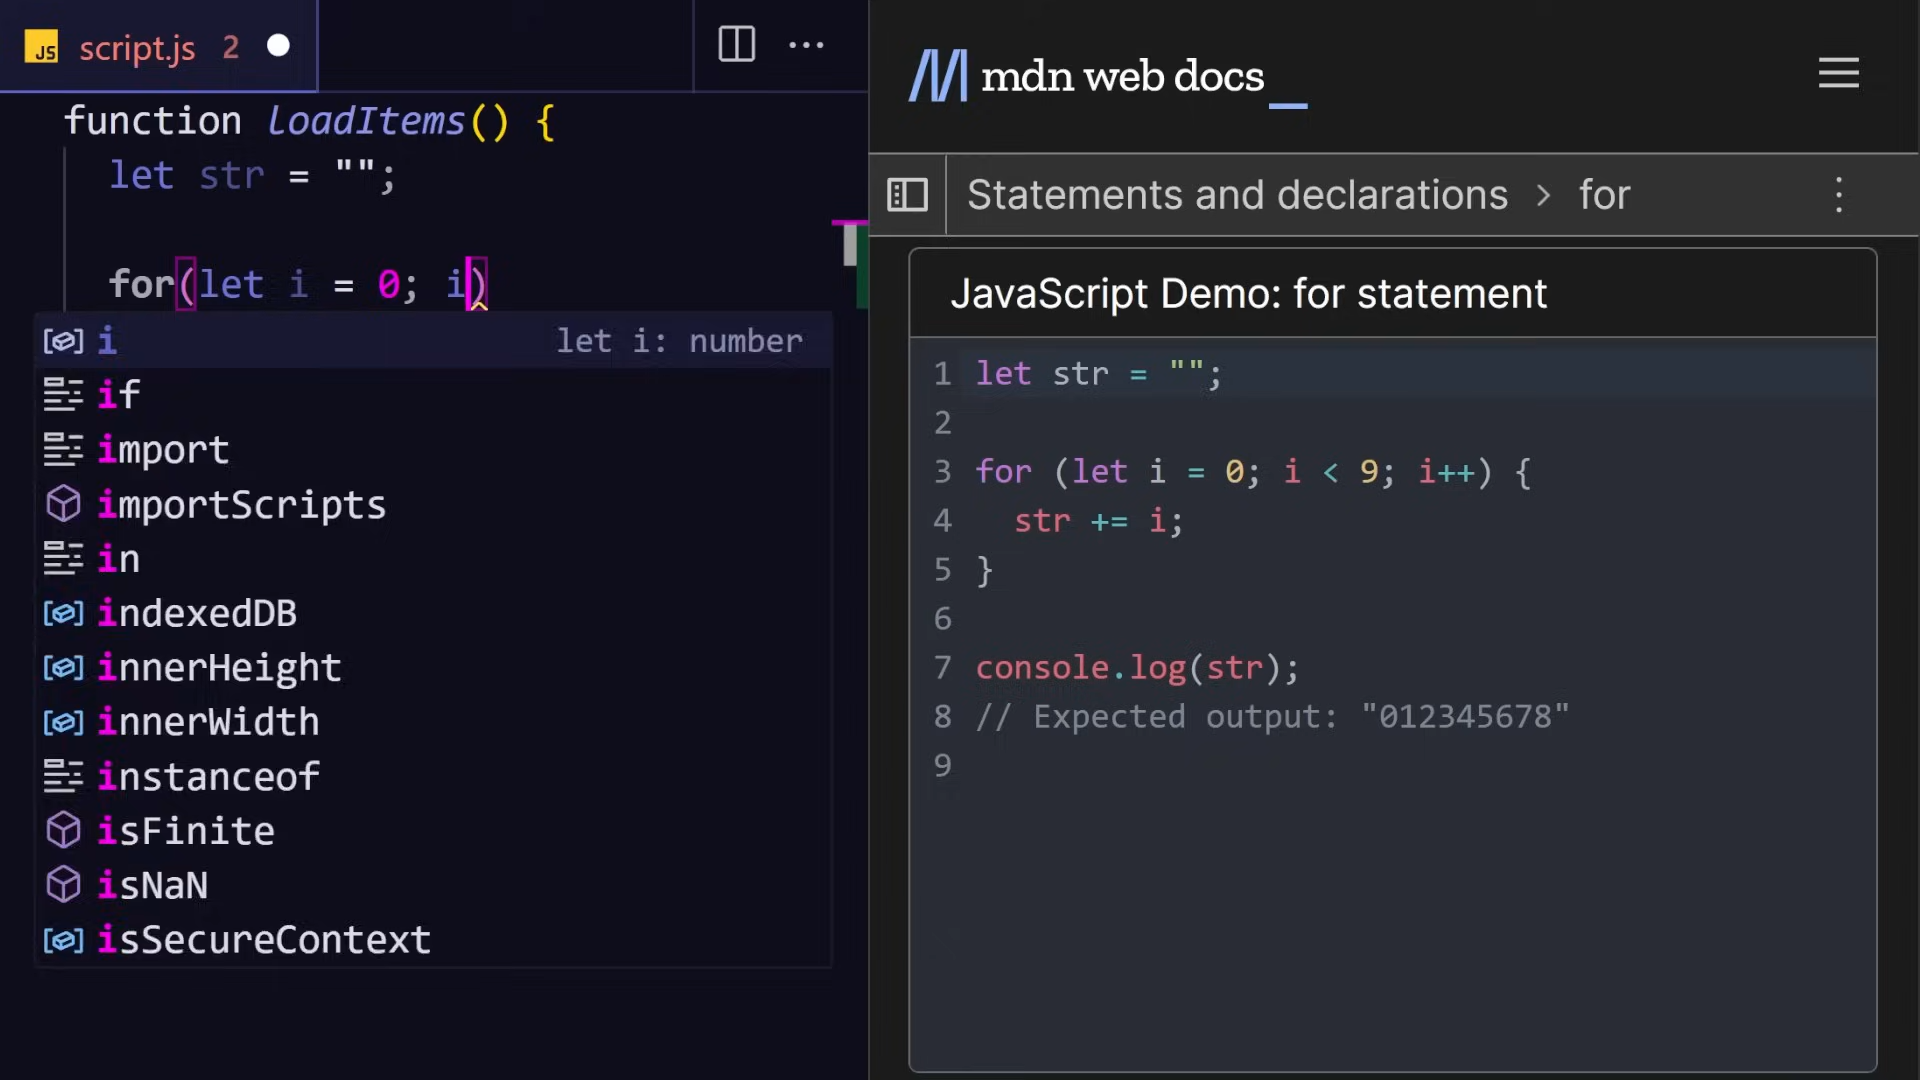 JS script.js 2
function loadItems() {
let str = "";
for(let i = 0; i)
i let i: number
if
import
importScripts
in
indexedDB
innerHeight
innerWidth
instanceof
isFinite
isNaN
isSecureContext
mdn web docs_
Statements and declarations > for
JavaScript Demo: for statement
1 let str = "";
2
3 for (let i = 0; i < 9; i++) {
4 str += i;
5 }
6
7 console.log(str);
8 // Expected output: "012345678"
9